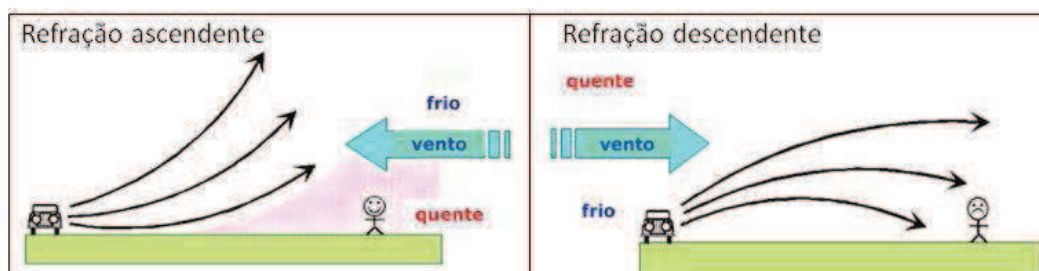 Refração ascendente
frio
vento
quente
Refração descendente
quente
vento
frio